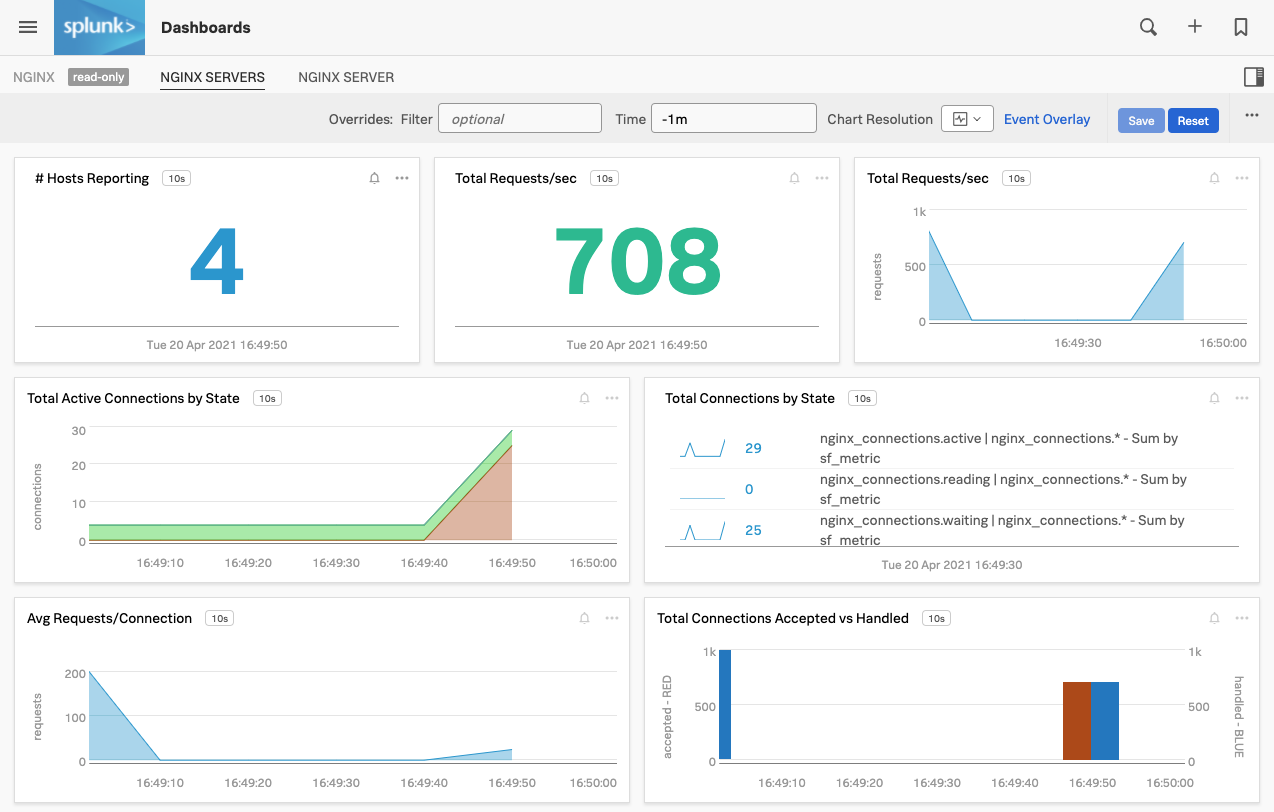 splunk>
Dashboards
NGINX read-only NGINX SERVERS NGINX SERVER
Overrides: Filter optional Time -1m Chart Resolution Event Overlay Save Reset
# Hosts Reporting 10s
4
Tue 20 Apr 2021 16:49:50
Total Requests/sec 10s
708
Tue 20 Apr 2021 16:49:50
Total Requests/sec 10s
requests
1k
500
0
16:49:30 16:50:00
Total Active Connections by State 10s
connections
30
20
10
0
16:49:10 16:49:20 16:49:30 16:49:40 16:49:50 16:50:00
Total Connections by State 10s
29 nginx_connections.active | nginx_connections.* - Sum by
sf_metric
0 nginx_connections.reading | nginx_connections.* - Sum by
sf_metric
25 nginx_connections.waiting | nginx_connections.* - Sum by
sf_metric
Tue 20 Apr 2021 16:49:30
Avg Requests/Connection 10s
requests
200
100
0
16:49:10 16:49:20 16:49:30 16:49:40 16:49:50 16:50:00
Total Connections Accepted vs Handled 10s
accepted - RED
1k 1k
500 500
0 0
handled - BLUE
16:49:10 16:49:20 16:49:30 16:49:40 16:49:50 16:50:00